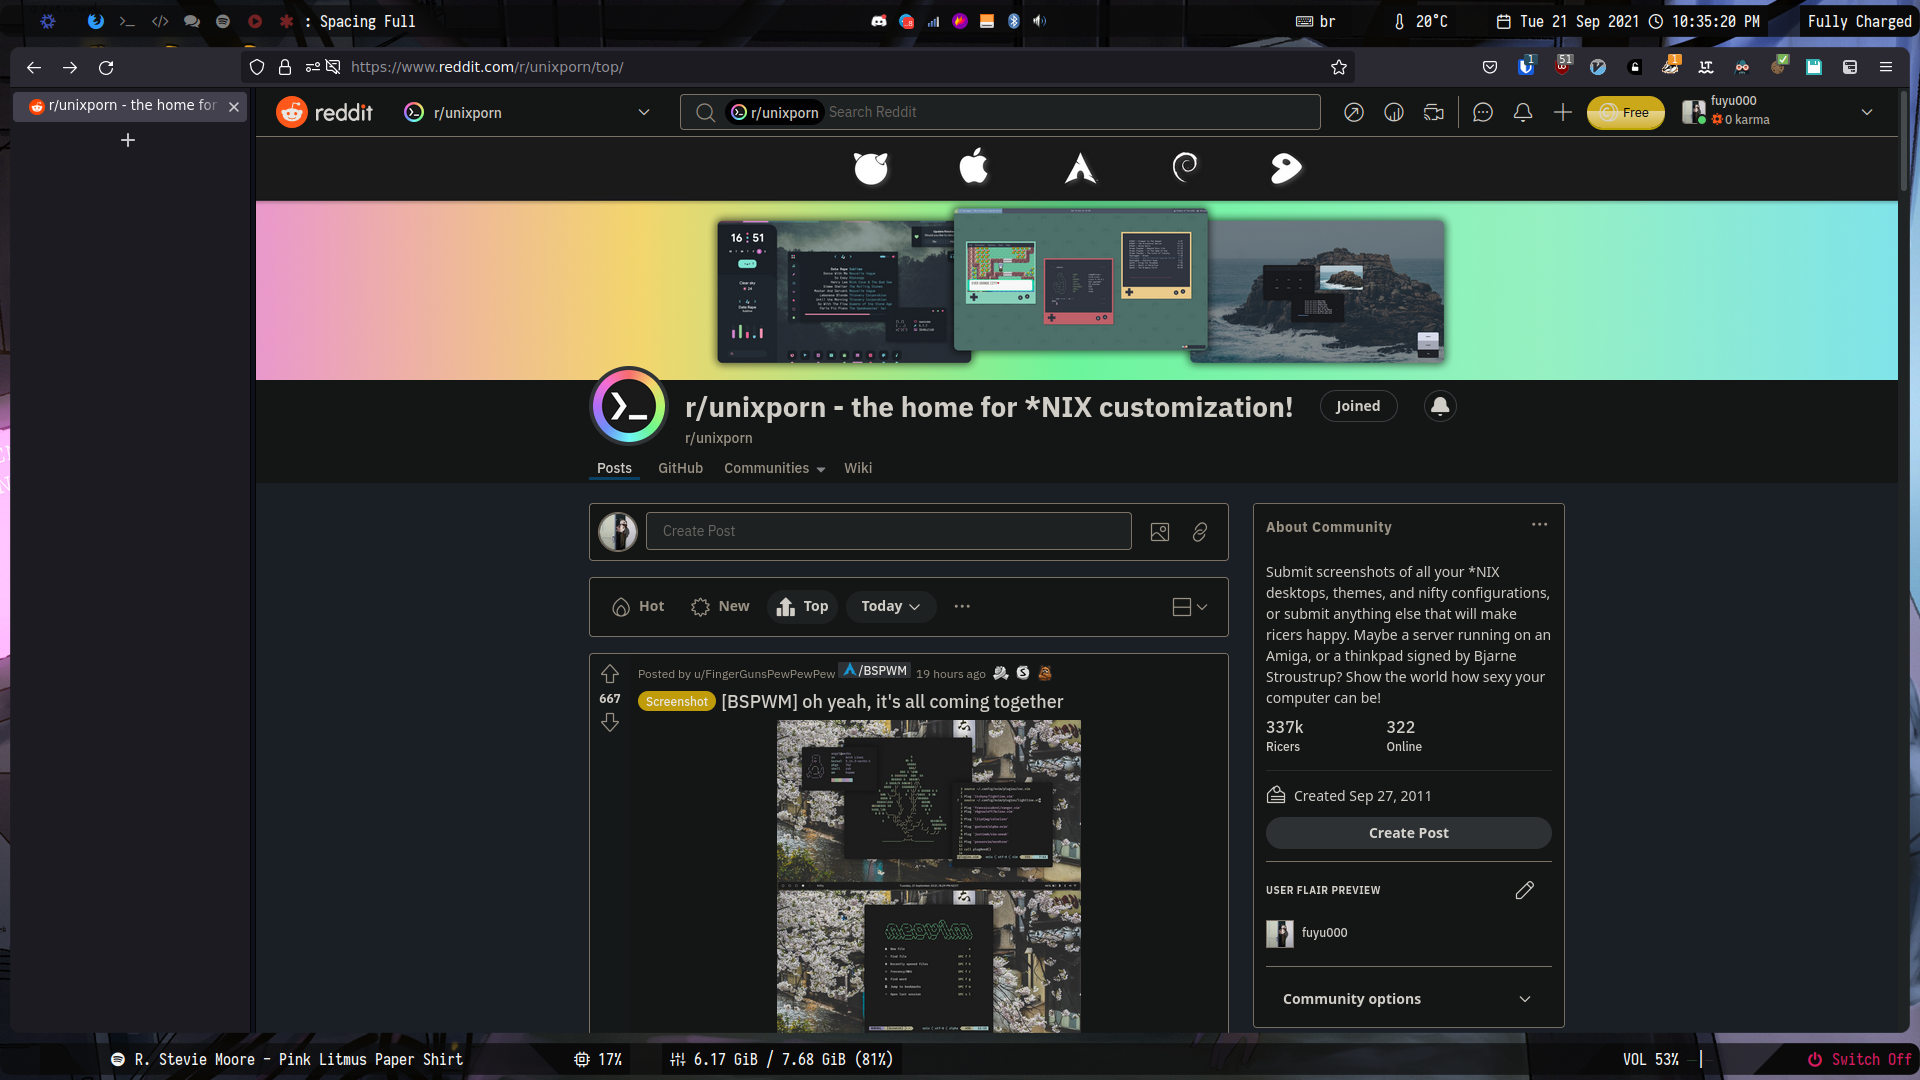 : Spacing Full
br
20°C
Tue 21 Sep 2021
10:35:20 PM
Fully Charged
https://www.reddit.com/r/unixporn/top/
1
51
1
r/unixporn - the home for
reddit
r/unixporn
r/unixporn
Search Reddit
Free
fuyu000
0 karma
16:51
r/unixporn - the home for *NIX customization!
Joined
r/unixporn
Posts
GitHub
Communities
Wiki
Create Post
Hot
New
Top
Today
Posted by u/FingerGunsPewPewPew
/BSPWM
19 hours ago
667
Screenshot
[BSPWM] oh yeah, it's all coming together
neovim
About Community
Submit screenshots of all your *NIX
desktops, themes, and nifty configurations,
or submit anything else that will make
ricers happy. Maybe a server running on an
Amiga, or a thinkpad signed by Bjarne
Stroustrup? Show the world how sexy your
computer can be!
337k
322
Ricers
Online
Created Sep 27, 2011
Create Post
USER FLAIR PREVIEW
fuyu000
Community options
R. Stevie Moore - Pink Litmus Paper Shirt
17%
6.17 GiB / 7.68 GiB (81%)
VOL 53%
Switch Off